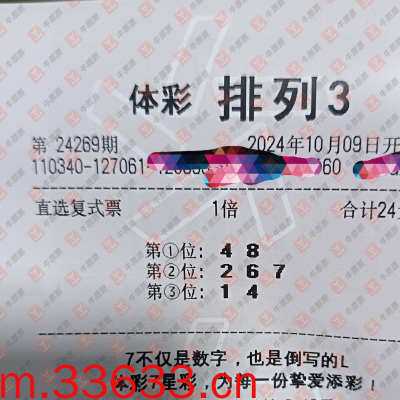 体彩 排列3
第 24269期 2024年10月09日开
110340-127061- 60
直选复式票 1倍 合计24
第①位: 4 8
第②位: 2 6 7
第③位: 1 4
7不仅是数字，也是倒写的L
体彩7星彩，为每一份挚爱添彩！
m.33633.cn